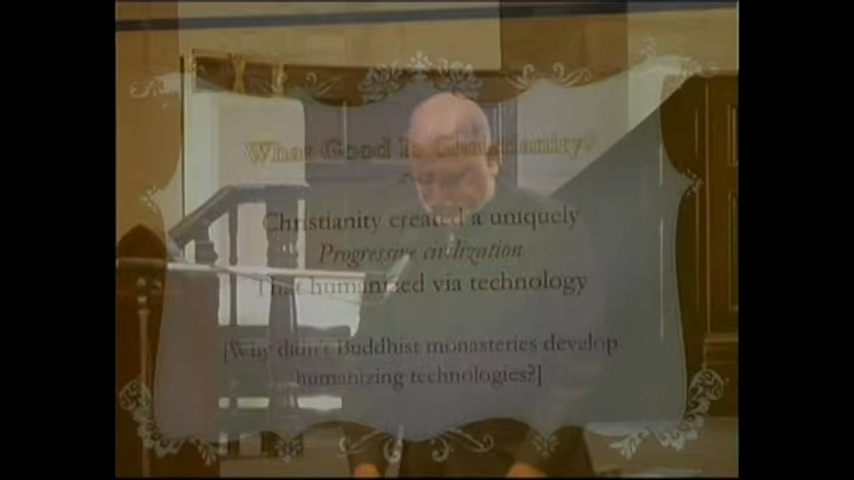 What Good Is Christianity?
Christianity created a uniquely
Progressive civilization
That humanized via technology
[Why didn't Buddhist monasteries develop
humanizing technologies?]